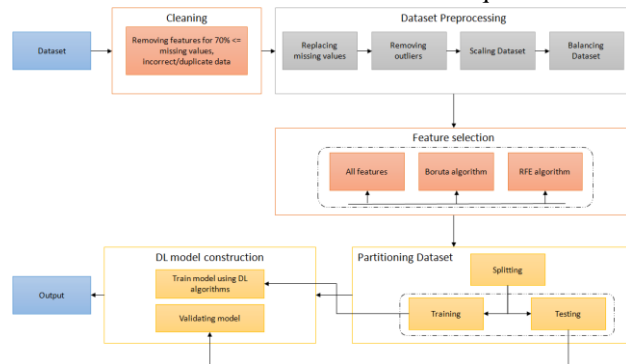 Cleaning
Dataset Preprocessing
Dataset
Removing features for 70% <=
missing values,
incorrect/duplicate data
Replacing
missing values
Removing
outliers
Scaling Dataset
Balancing
Dataset
Feature selection
All features
Boruta algorithm
RFE algorithm
DL model construction
Partitioning Dataset
Splitting
Train model using DL
algorithms
Output
Validating model
Training
Testing